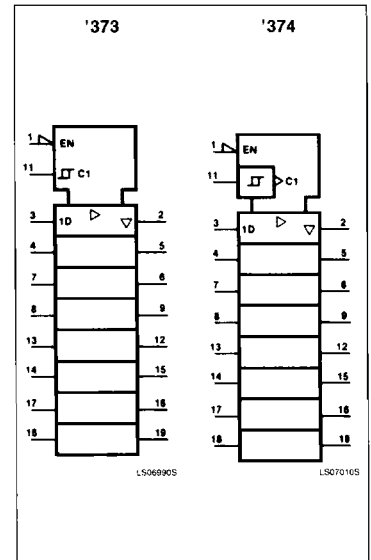 '373 '374
1 EN
11 C1
3 1D 2
4 5
7 6
8 9
13 12
14 15
17 16
18 19
LS06990S
1 EN
11 C1
3 1D 2
4 5
7 6
8 9
13 12
14 15
17 16
18 19
LS07010S